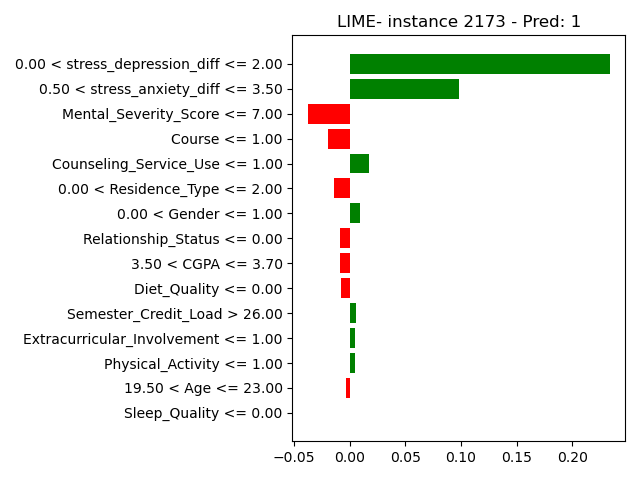 LIME- instance 2173 - Pred: 1
0.00 < stress_depression_diff <= 2.00
0.50 < stress_anxiety_diff <= 3.50
Mental_Severity_Score <= 7.00
Course <= 1.00
Counseling_Service_Use <= 1.00
0.00 < Residence_Type <= 2.00
0.00 < Gender <= 1.00
Relationship_Status <= 0.00
3.50 < CGPA <= 3.70
Diet_Quality <= 0.00
Semester_Credit_Load > 26.00
Extracurricular_Involvement <= 1.00
Physical_Activity <= 1.00
19.50 < Age <= 23.00
Sleep_Quality <= 0.00
−0.05 0.00 0.05 0.10 0.15 0.20